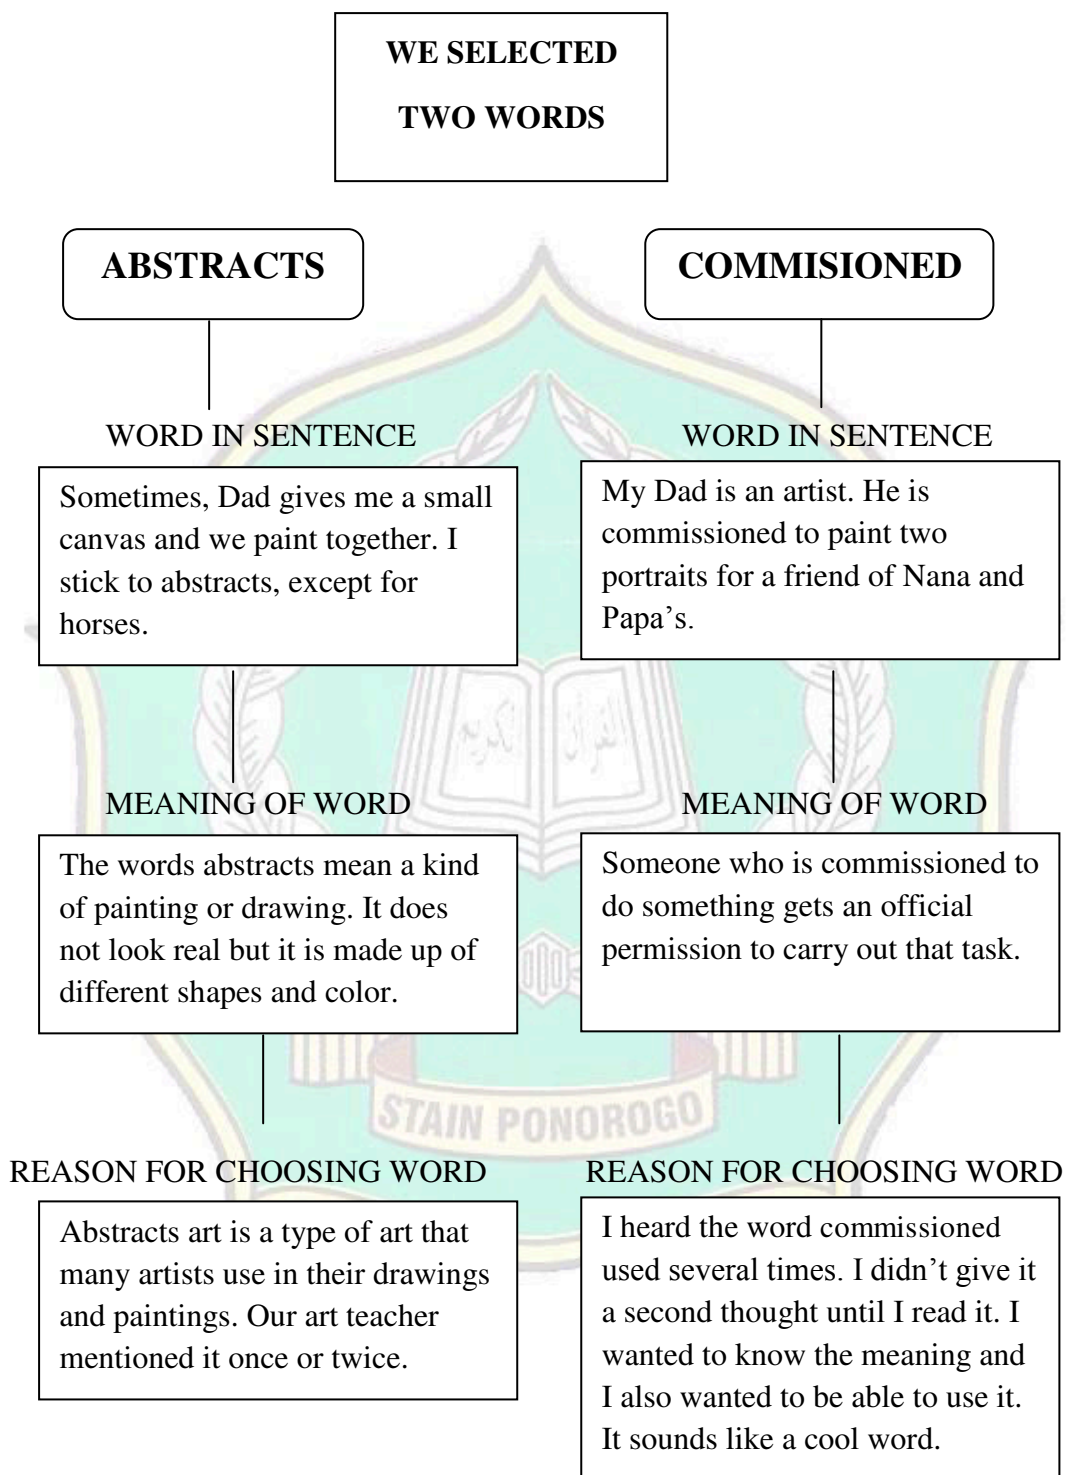 WE SELECTED
TWO WORDS
ABSTRACTS
WORD IN SENTENCE
Sometimes, Dad gives me a small
canvas and we paint together. I
stick to abstracts, except for
horses.
MEANING OF WORD
The words abstracts mean a kind
of painting or drawing. It does
not look real but it is made up of
different shapes and color.
REASON FOR CHOOSING WORD
Abstracts art is a type of art that
many artists use in their drawings
and paintings. Our art teacher
mentioned it once or twice.
COMMISIONED
WORD IN SENTENCE
My Dad is an artist. He is
commissioned to paint two
portraits for a friend of Nana and
Papa’s.
MEANING OF WORD
Someone who is commissioned to
do something gets an official
permission to carry out that task.
REASON FOR CHOOSING WORD
I heard the word commissioned
used several times. I didn’t give it
a second thought until I read it. I
wanted to know the meaning and
I also wanted to be able to use it.
It sounds like a cool word.
STAIN PONOROGO